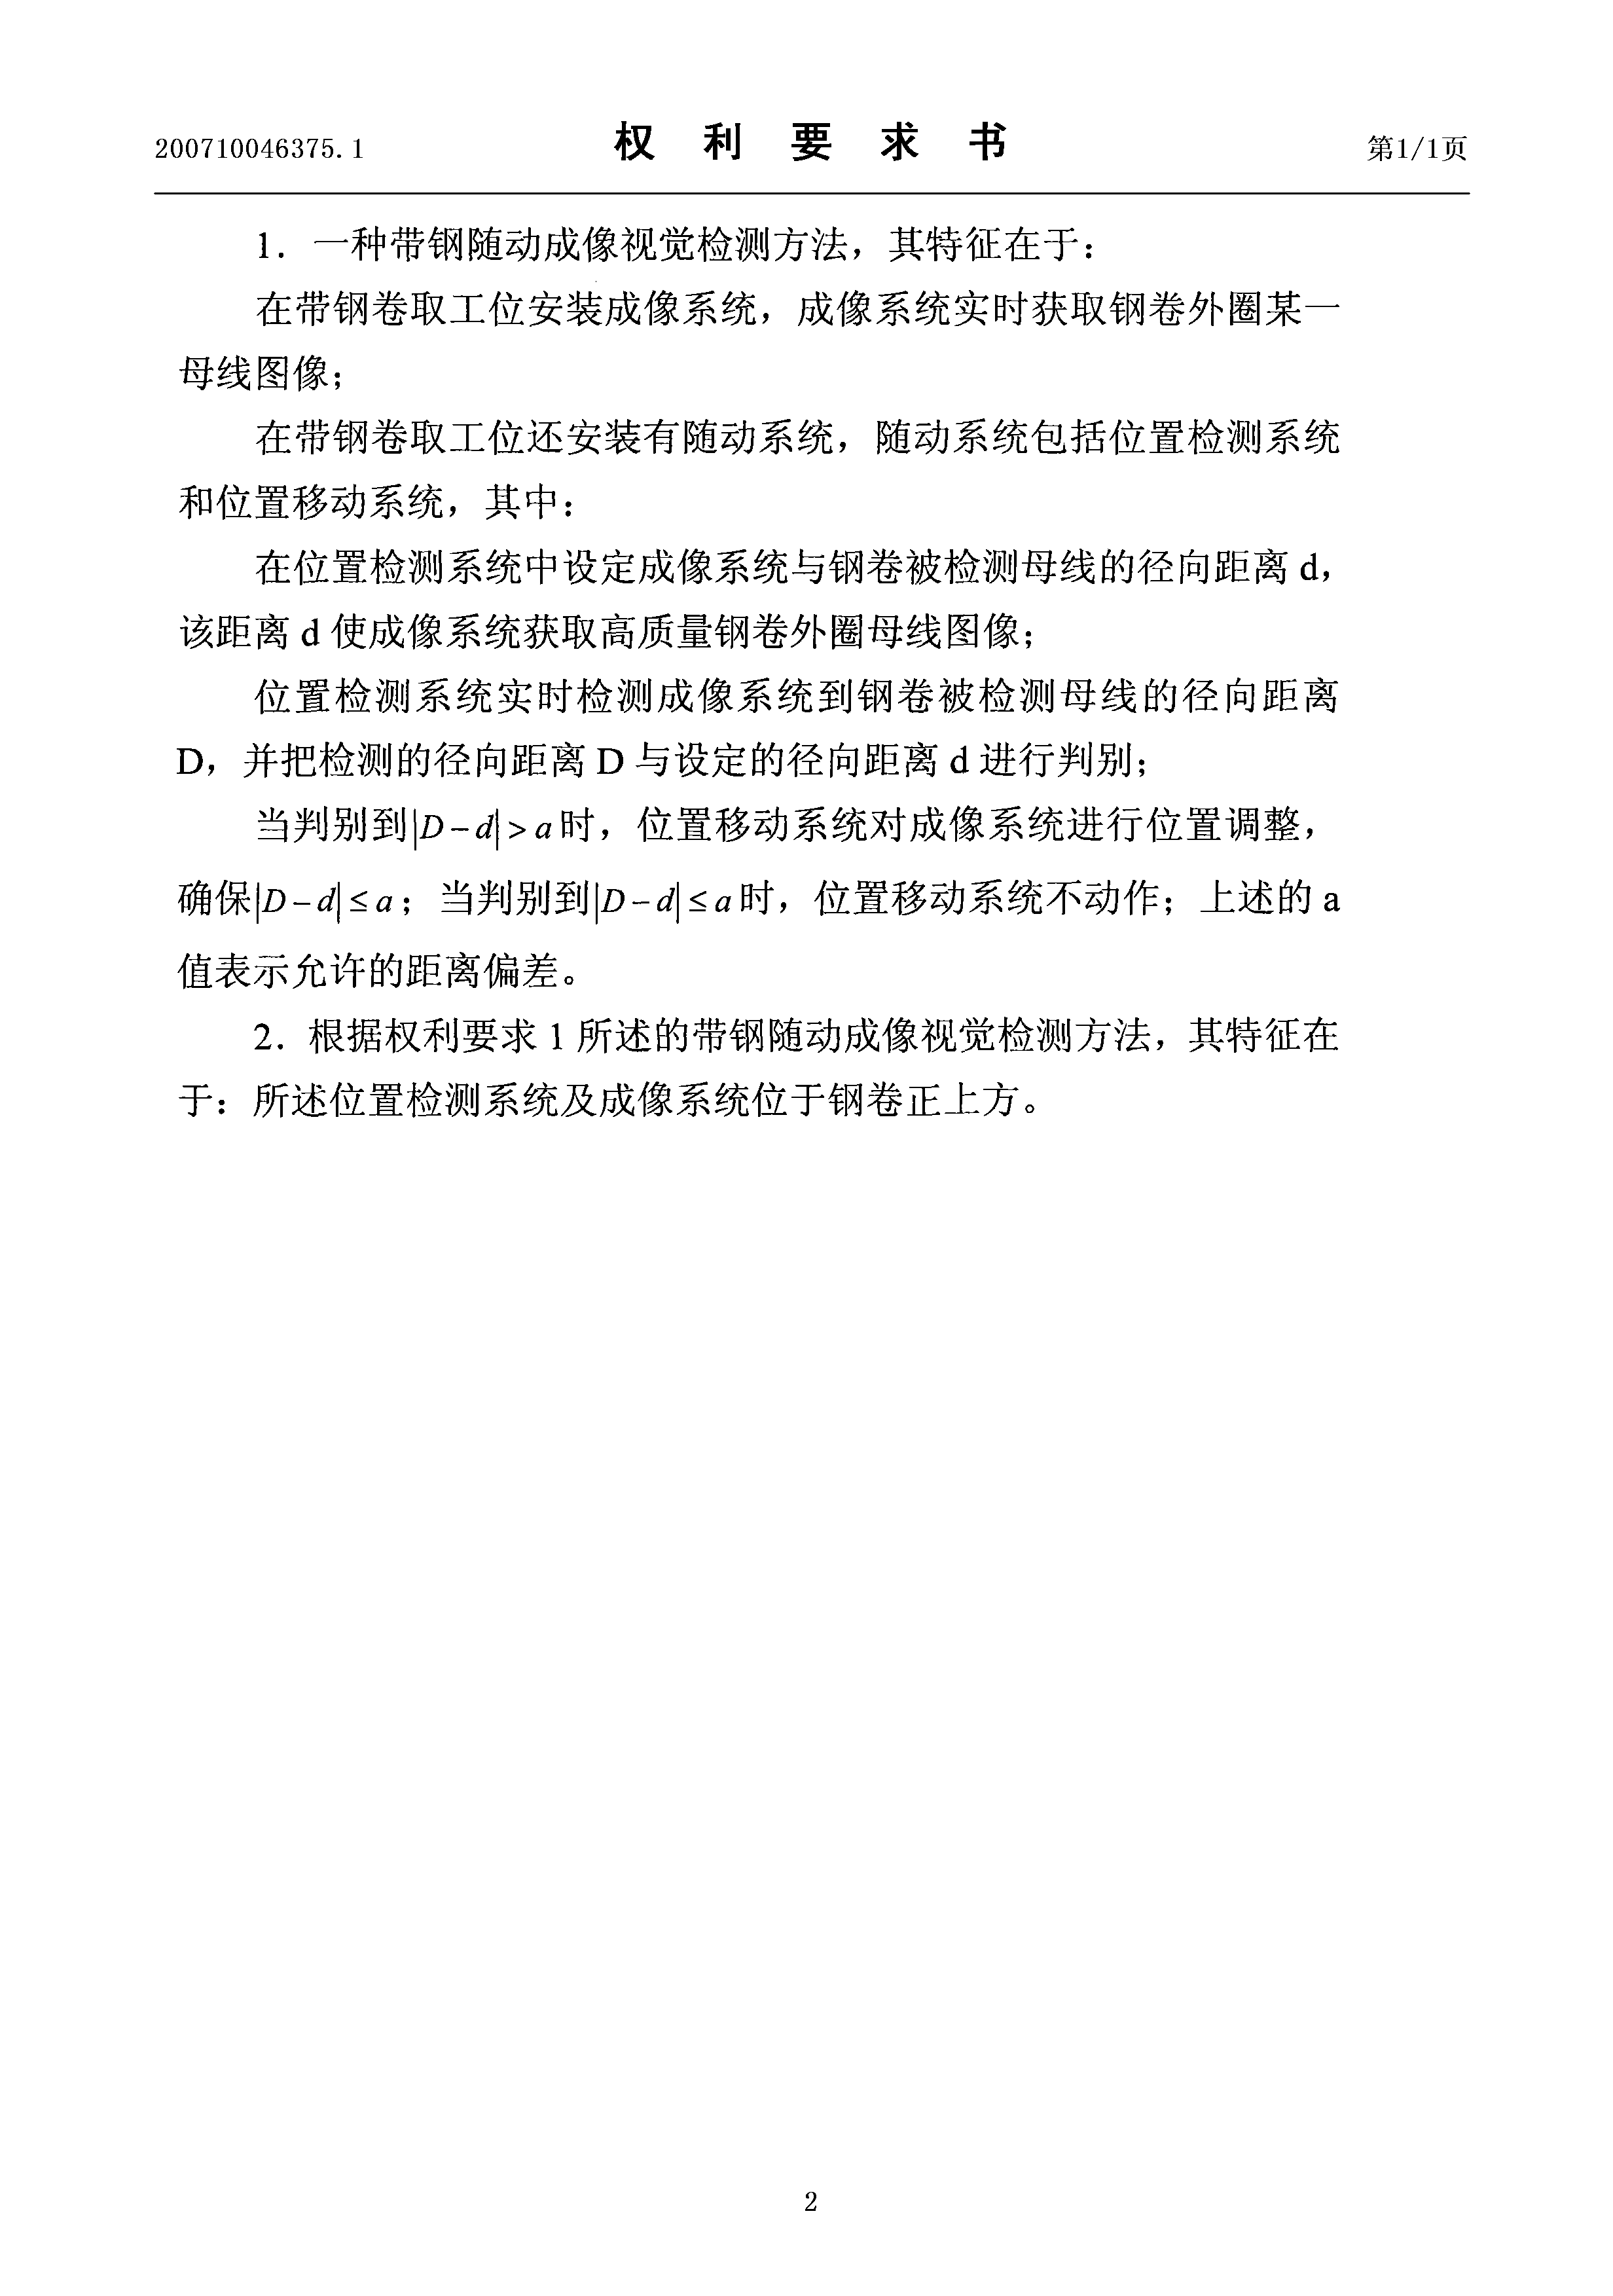 200710046375.1
权 利 要 求 书
第1/1页
1. 一种带钢随动成像视觉检测方法，其特征在于：
在带钢卷取工位安装成像系统，成像系统实时获取钢卷外圈某一
母线图像；
在带钢卷取工位还安装有随动系统，随动系统包括位置检测系统
和位置移动系统，其中：
在位置检测系统中设定成像系统与钢卷被检测母线的径向距离 d，
该距离 d 使成像系统获取高质量钢卷外圈母线图像；
位置检测系统实时检测成像系统到钢卷被检测母线的径向距离
D，并把检测的径向距离 D 与设定的径向距离 d 进行判别；
当判别到|D−d|>a时，位置移动系统对成像系统进行位置调整，
确保|D−d|≤a；当判别到|D−d|≤a时，位置移动系统不动作；上述的 a
值表示允许的距离偏差。
2. 根据权利要求 1 所述的带钢随动成像视觉检测方法，其特征在
于：所述位置检测系统及成像系统位于钢卷正上方。
2